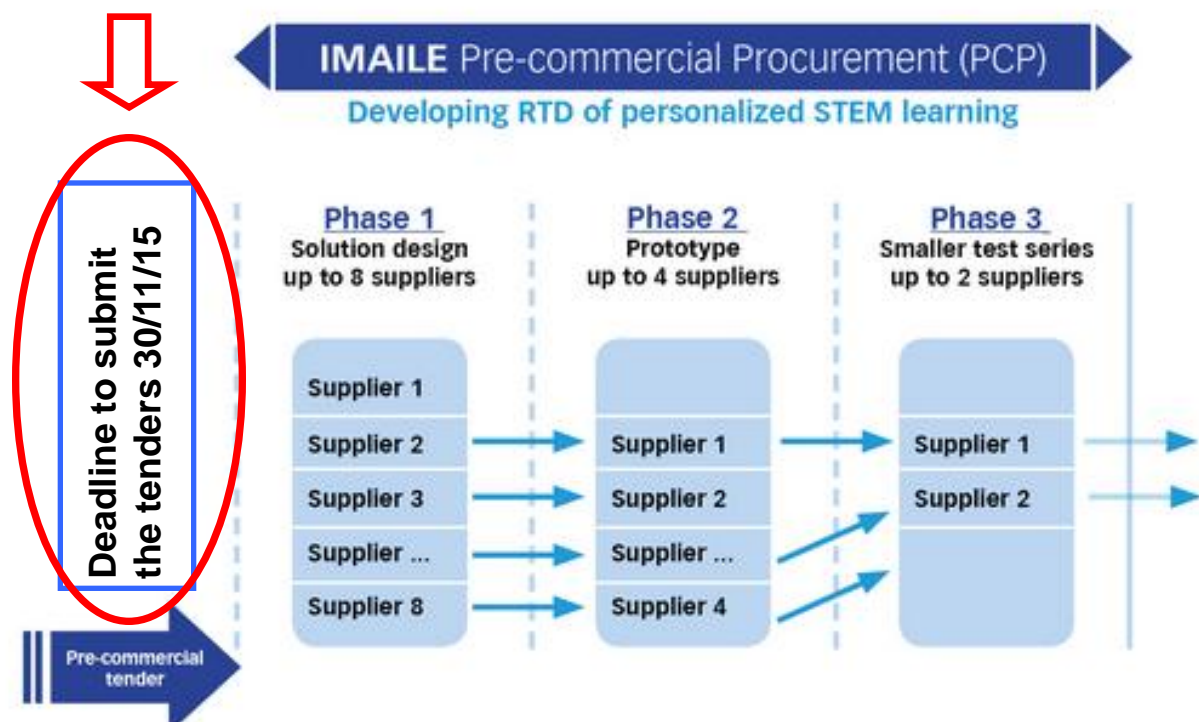 IMAILE Pre-commercial Procurement (PCP)
Developing RTD of personalized STEM learning
Deadline to submit
the tenders 30/11/15
Pre-commercial
tender
Phase 1
Solution design
up to 8 suppliers
Supplier 1
Supplier 2
Supplier 3
Supplier ...
Supplier 8
Phase 2
Prototype
up to 4 suppliers
Supplier 1
Supplier 2
Supplier ...
Supplier 4
Phase 3
Smaller test series
up to 2 suppliers
Supplier 1
Supplier 2